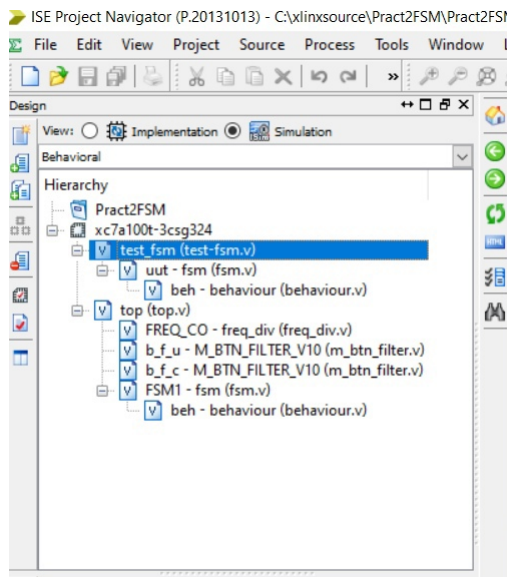 ISE Project Navigator (P.20131013) - C:\xlinxsource\Pract2FSM\Pract2FS
File Edit View Project Source Process Tools Window
Design
View: Implementation Simulation
Behavioral
Hierarchy
Pract2FSM
xc7a100t-3csg324
test_fsm (test-fsm.v)
uut - fsm (fsm.v)
beh - behaviour (behaviour.v)
top (top.v)
FREQ_CO - freq_div (freq_div.v)
b_f_u - M_BTN_FILTER_V10 (m_btn_filter.v)
b_f_c - M_BTN_FILTER_V10 (m_btn_filter.v)
FSM1 - fsm (fsm.v)
beh - behaviour (behaviour.v)